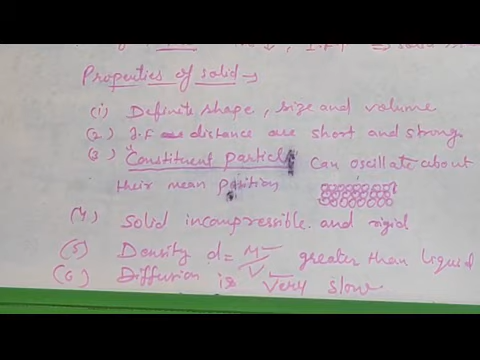 Properties of solid→
(i) Definite shape, size and volume
(2) I.F distance are short and strong
(3) "Constituent particle can oscillate about
their mean position
(4) Solid incompressible and rigid
(5) Density d = M/V greater than liquid
(6) Diffusion is very slow